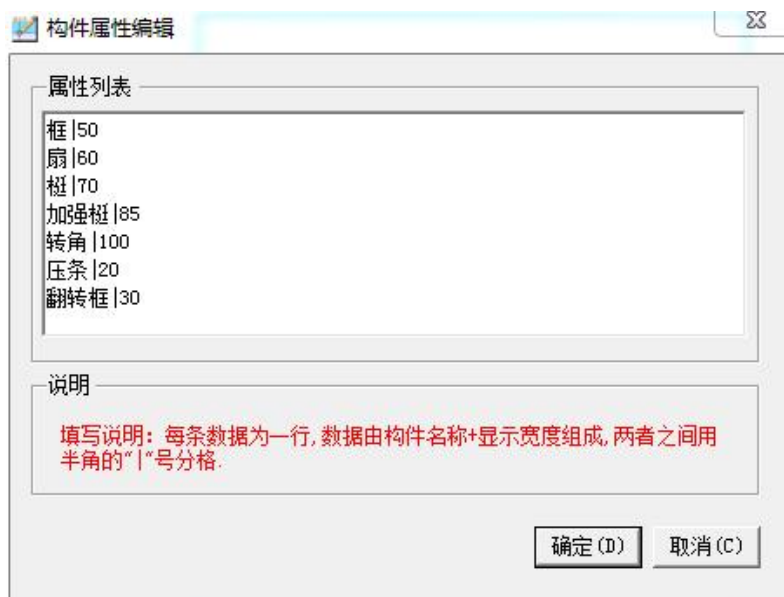 构件属性编辑
属性列表
框|50
扇|60
梃|70
加强梃|85
转角|100
压条|20
翻转框|30
说明
填写说明：每条数据为一行,数据由构件名称+显示宽度组成,两者之间用
半角的"|"号分格.
确定(D)
取消(C)